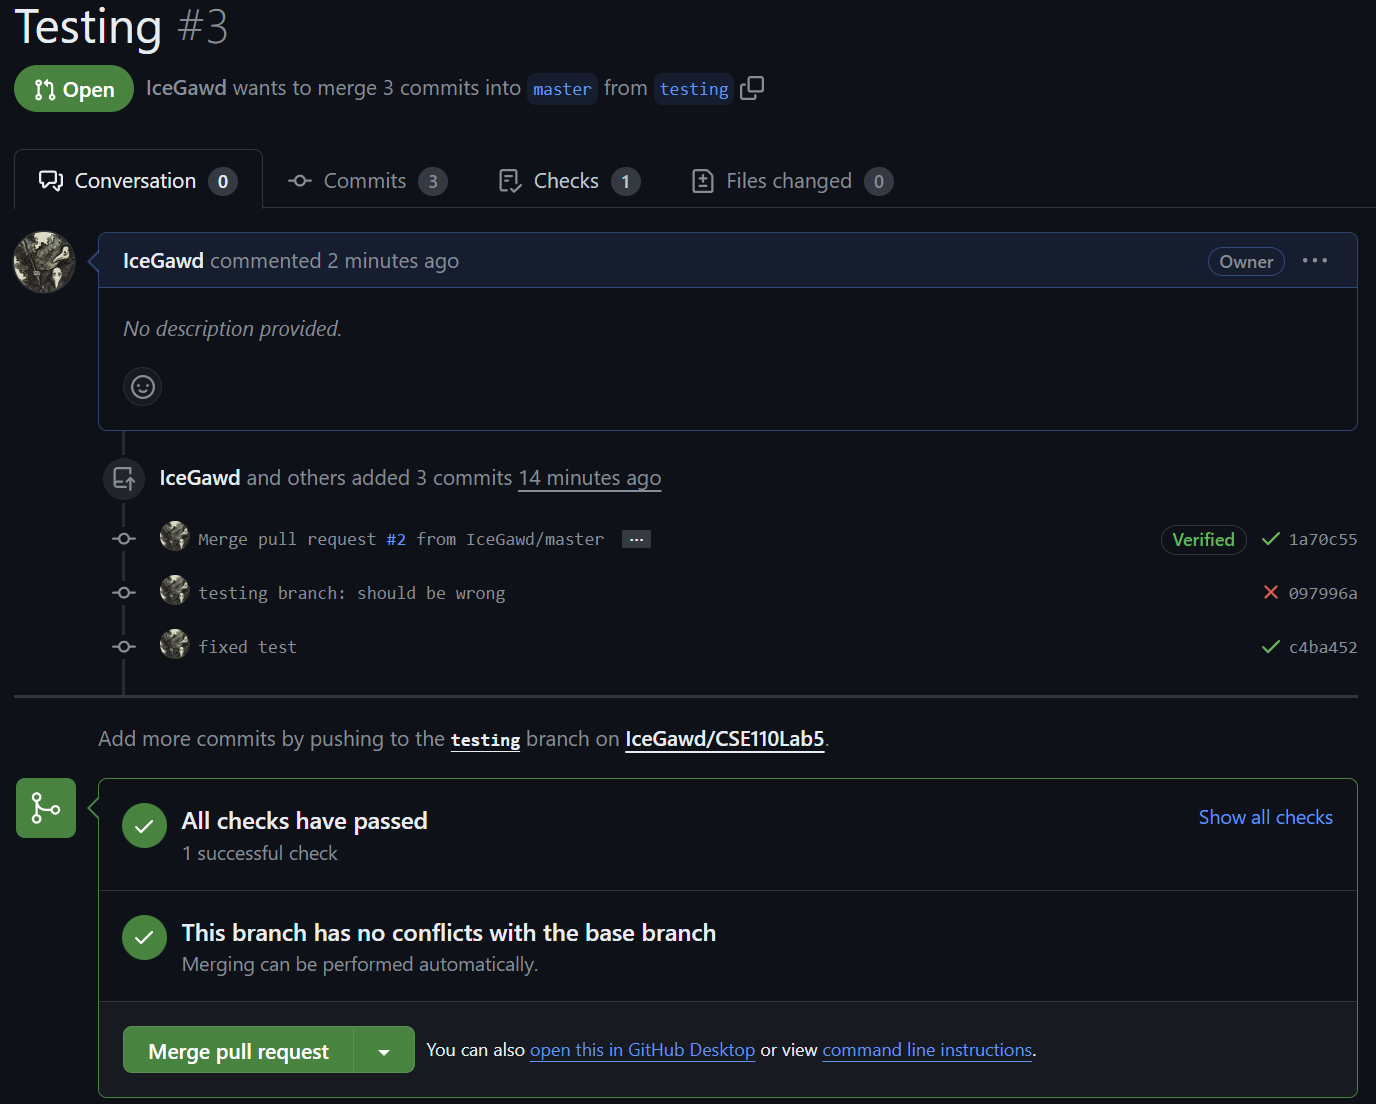 Testing #3
Open IceGawd wants to merge 3 commits into master from testing
Conversation 0 Commits 3 Checks 1 Files changed 0
IceGawd commented 2 minutes ago Owner ...
No description provided.
IceGawd and others added 3 commits 14 minutes ago
Merge pull request #2 from IceGawd/master ... Verified 1a70c55
testing branch: should be wrong 097996a
fixed test c4ba452
Add more commits by pushing to the testing branch on IceGawd/CSE110Lab5.
All checks have passed Show all checks
1 successful check
This branch has no conflicts with the base branch
Merging can be performed automatically.
Merge pull request You can also open this in GitHub Desktop or view command line instructions.